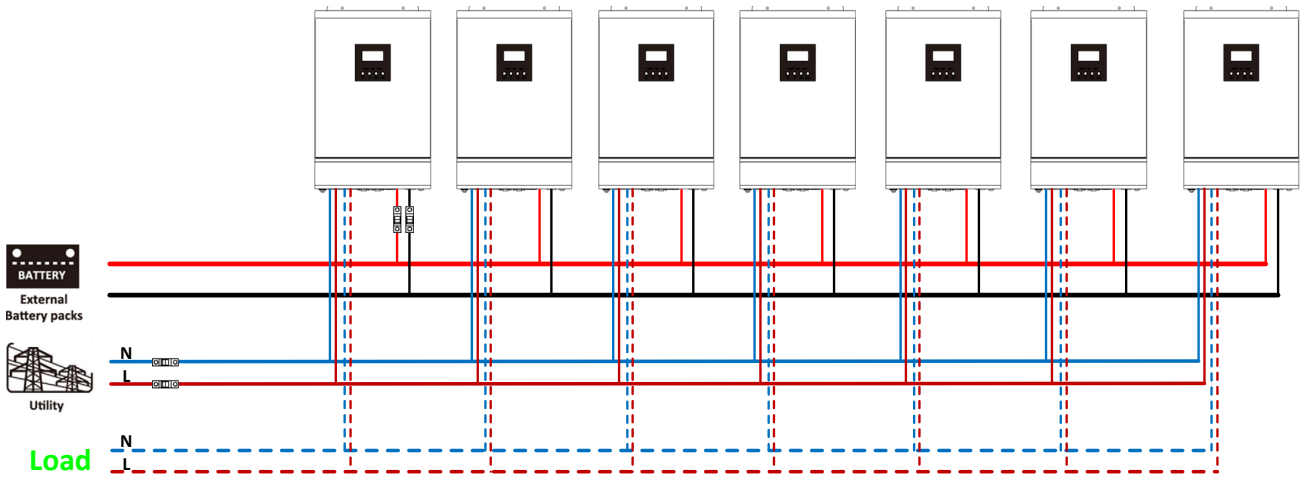 BATTERY
External
Battery packs
N
L
Utility
N
Load
L